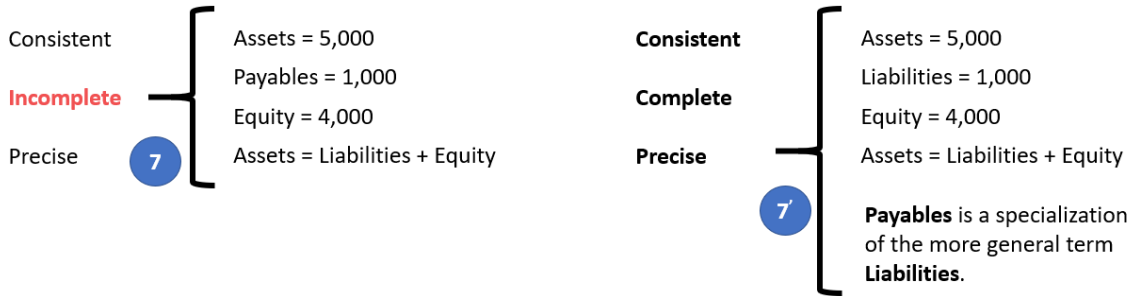 Consistent
Incomplete
Precise
7
Assets = 5,000
Payables = 1,000
Equity = 4,000
Assets = Liabilities + Equity
Consistent
Complete
Precise
7’
Assets = 5,000
Liabilities = 1,000
Equity = 4,000
Assets = Liabilities + Equity
Payables is a specialization
of the more general term
Liabilities.